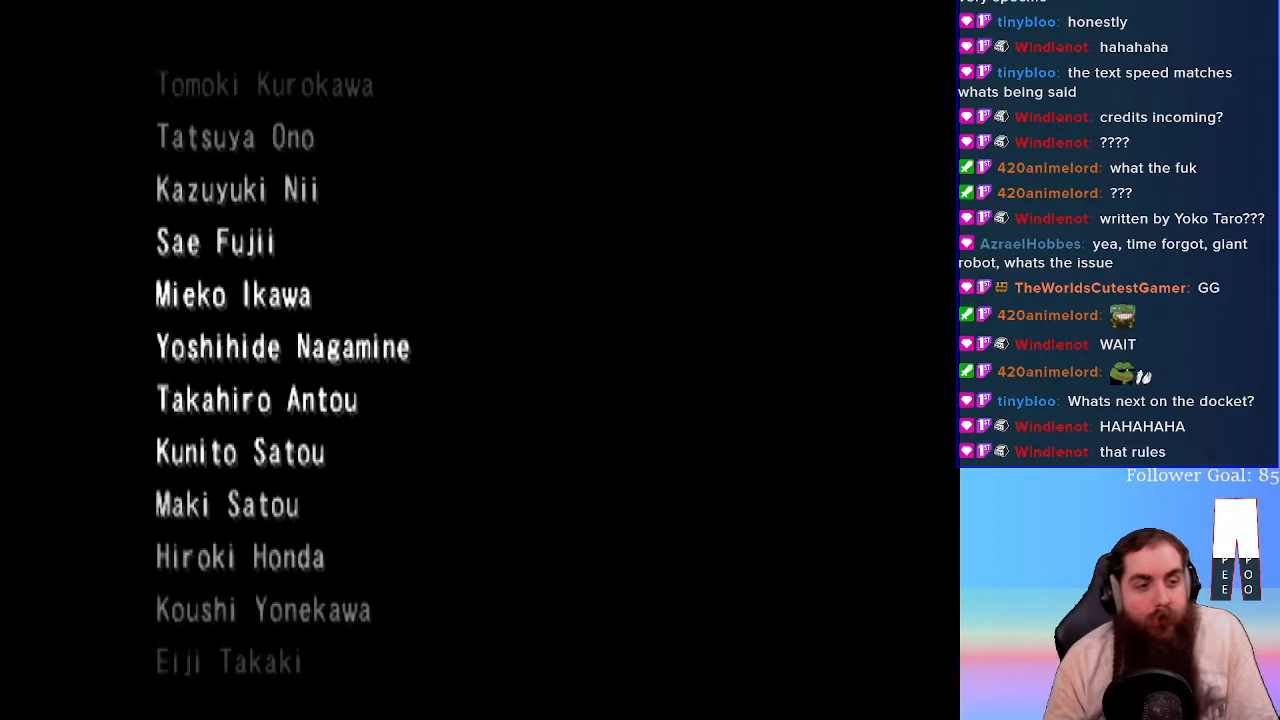 Tomoki Kurokawa
Tatsuya Ono
Kazuyuki Nii
Sae Fujii
Mieko Ikawa
Yoshihide Nagamine
Takahiro Antou
Kunito Satou
Maki Satou
Hiroki Honda
Koushi Yonekawa
Eiji Takaki
tinybloo: honestly
Windlenot: hahahaha
tinybloo: the text speed matches
whats being said
Windlenot: credits incoming?
Windlenot: ????
420animelord: what the fuk
420animelord: ???
Windlenot: written by Yoko Taro???
AzraelHobbes: yea, time forgot, giant
robot, whats the issue
TheWorldsCutestGamer: GG
420animelord:
Windlenot: WAIT
420animelord:
tinybloo: Whats next on the docket?
Windlenot: HAHAHAHA
Windlenot: that rules
Follower Goal: 85
PEE
POO